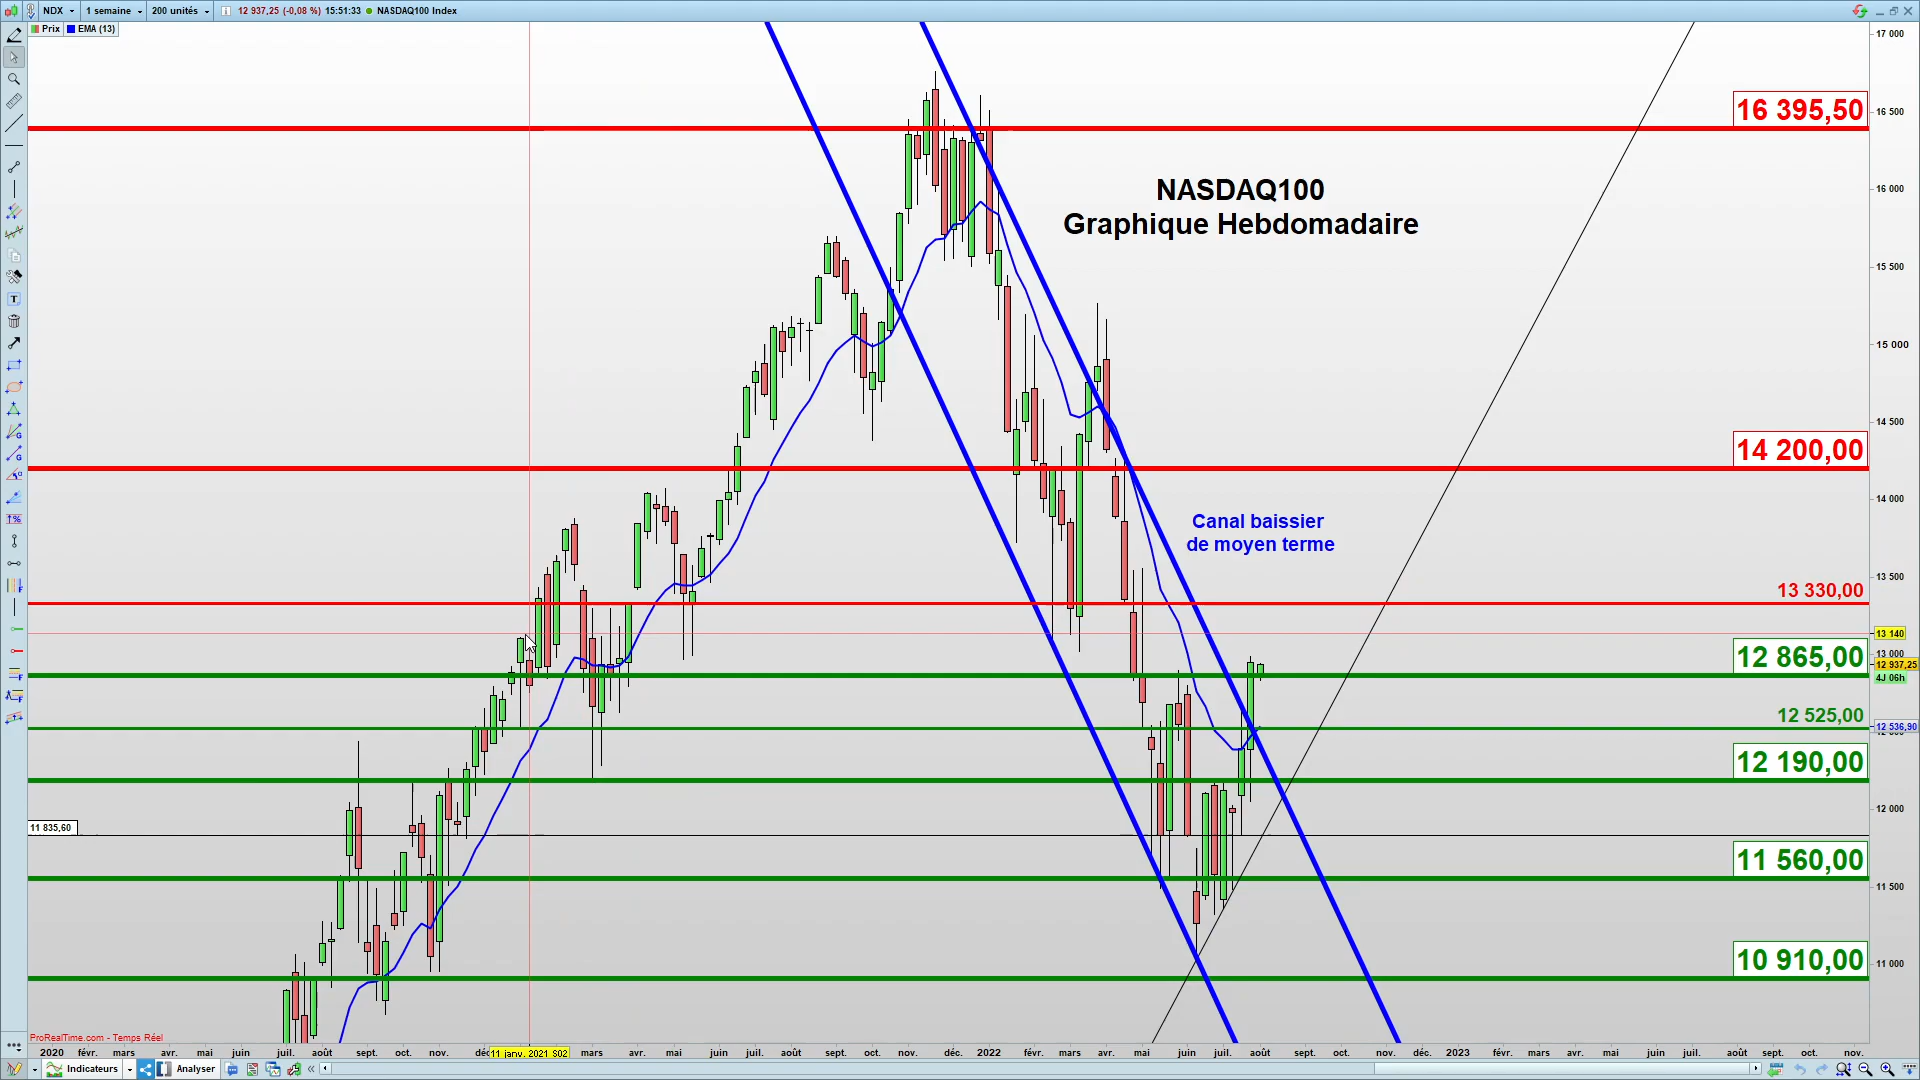 NDX 1 semaine 200 unités 12 937,25 (-0,08 %) 15:51:33 NASDAQ100 Index
Prix EMA (13)
17 000
16 395,50
16 500
NASDAQ100
Graphique Hebdomadaire
16 000
15 500
15 000
14 500
14 200,00
14 000
Canal baissier
de moyen terme
13 500
13 330,00
13 140
13 000
12 865,00
12 937,25
4J 06h
12 525,00
12 536,90
12 190,00
12 000
11 835,60
11 560,00
11 500
10 910,00
11 000
ProRealTime.com - Temps Réel
2020 févr. mars avr. mai juin juil. août sept. oct. nov. déc 11 janv. 2021 S02 mars avr. mai juin juil. août sept. oct. nov. déc. 2022 févr. mars avr. mai juin juil. août sept. oct. nov. déc. 2023 févr. mars avr. mai juin juil. août sept. oct. nov.
Indicateurs Analyser